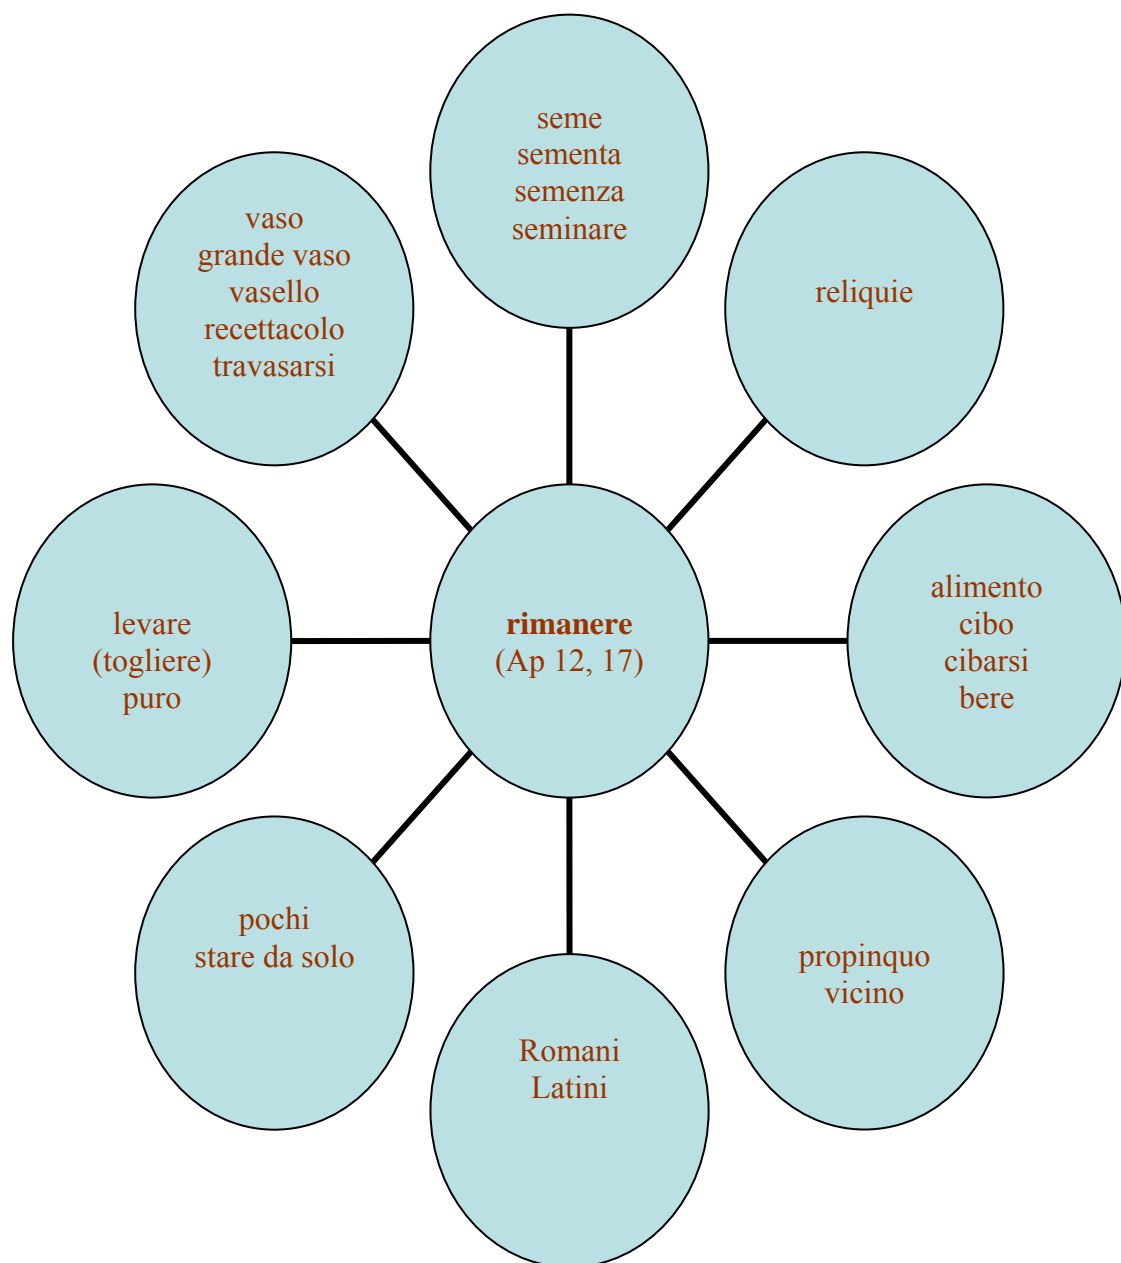 seme
sementa
semenza
seminare
vaso
grande vaso
vasello
recettacolo
travasarsi
reliquie
levare
(togliere)
puro
rimanere
(Ap 12, 17)
alimento
cibo
cibarsi
bere
pochi
stare da solo
propinquo
vicino
Romani
Latini